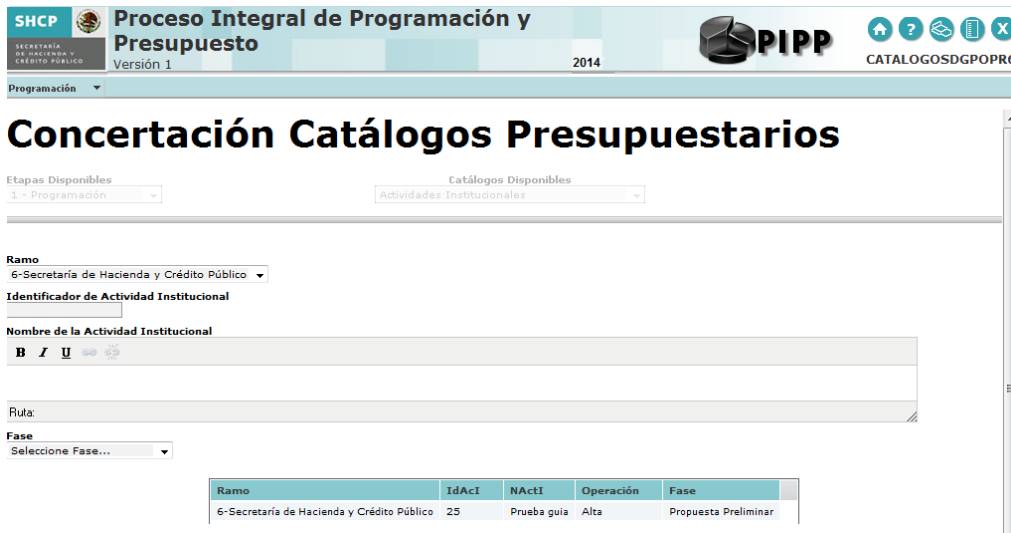 SHCP
SECRETARÍA
DE HACIENDA Y
CRÉDITO PÚBLICO
Proceso Integral de Programación y
Presupuesto
Versión 1
2014
PIPP
CATALOGOSDGPOPR6
Programación
Concertación Catálogos Presupuestarios
Etapas Disponibles
Catálogos Disponibles
1 - Programación
Actividades Institucionales
Ramo
6-Secretaría de Hacienda y Crédito Público
Identificador de Actividad Institucional
Nombre de la Actividad Institucional
B I U
Ruta:
Fase
Seleccione Fase...
Ramo IdAcI NActI Operación Fase
6-Secretaría de Hacienda y Crédito Público 25 Prueba guia Alta Propuesta Preliminar